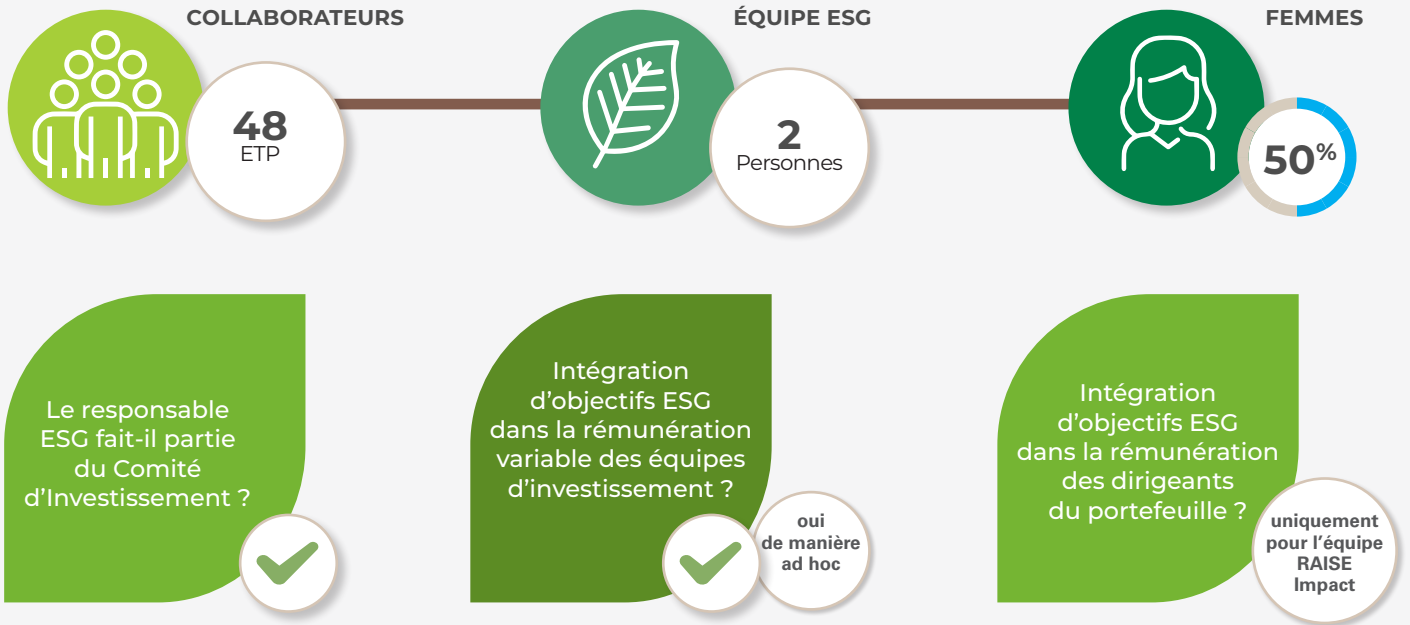 COLLABORATEURS
48
ETP
ÉQUIPE ESG
2
Personnes
FEMMES
50%
Le responsable
ESG fait-il partie
du Comité
d'Investissement ?
Intégration
d'objectifs ESG
dans la rémunération
variable des équipes
d'investissement ?
oui
de manière
ad hoc
Intégration
d'objectifs ESG
dans la rémunération
des dirigeants
du portefeuille ?
uniquement
pour l'équipe
RAISE
Impact